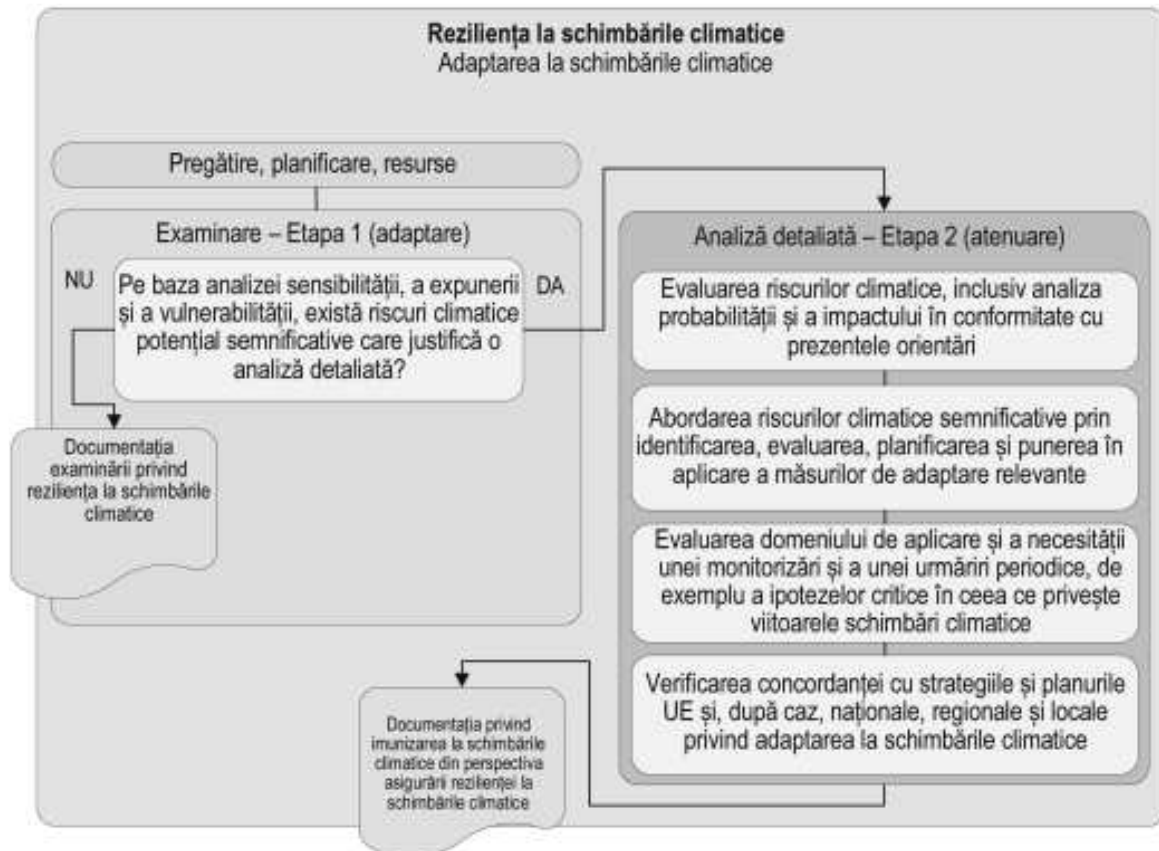 Reziliența la schimbările climatice
Adaptarea la schimbările climatice
Pregătire, planificare, resurse
Examinare – Etapa 1 (adaptare)
NU
Pe baza analizei sensibilității, a expunerii
și a vulnerabilității, există riscuri climatice
potențial semnificative care justifică o
analiză detaliată?
DA
Documentația
examinării privind
reziliența la schimbările
climatice
Analiză detaliată – Etapa 2 (atenuare)
Evaluarea riscurilor climatice, inclusiv analiza
probabilității și a impactului în conformitate cu
prezentele orientări
Abordarea riscurilor climatice semnificative prin
identificarea, evaluarea, planificarea și punerea în
aplicare a măsurilor de adaptare relevante
Evaluarea domeniului de aplicare și a necesității
unei monitorizări și a unei urmăriri periodice, de
exemplu a ipotezelor critice în ceea ce privește
viitoarele schimbări climatice
Verificarea concordanței cu strategiile și planurile
UE și, după caz, naționale, regionale și locale
privind adaptarea la schimbările climatice
Documentația privind
imunizarea la schimbările
climatice din perspectiva
asigurării rezilienței la
schimbările climatice